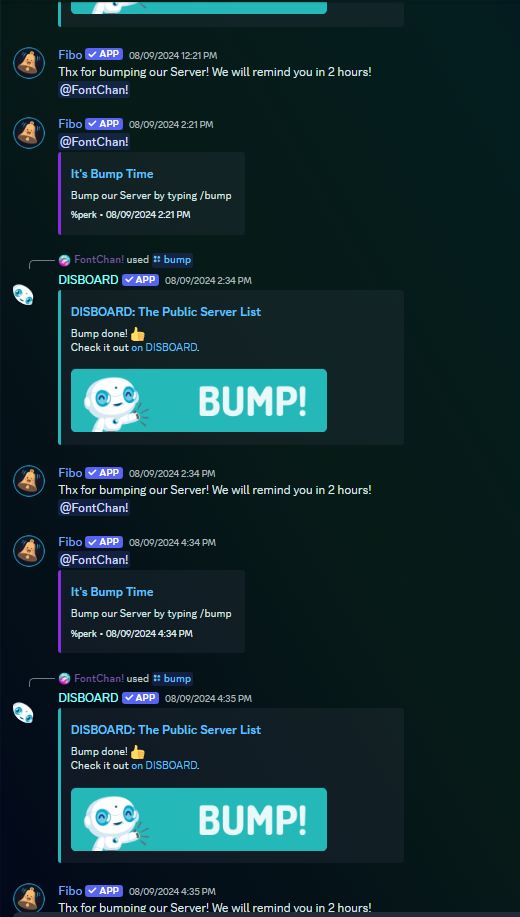 Fibo ✓ APP 08/09/2024 12:21 PM
Thx for bumping our Server! We will remind you in 2 hours!
@FontChan!
Fibo ✓ APP 08/09/2024 2:21 PM
@FontChan!
It's Bump Time
Bump our Server by typing /bump
%perk • 08/09/2024 2:21 PM
FontChan! used bump
DISBOARD ✓ APP 08/09/2024 2:34 PM
DISBOARD: The Public Server List
Bump done! 👍
Check it out on DISBOARD.
BUMP!
Fibo ✓ APP 08/09/2024 2:34 PM
Thx for bumping our Server! We will remind you in 2 hours!
@FontChan!
Fibo ✓ APP 08/09/2024 4:34 PM
@FontChan!
It's Bump Time
Bump our Server by typing /bump
%perk • 08/09/2024 4:34 PM
FontChan! used bump
DISBOARD ✓ APP 08/09/2024 4:35 PM
DISBOARD: The Public Server List
Bump done! 👍
Check it out on DISBOARD.
BUMP!
Fibo ✓ APP 08/09/2024 4:35 PM
Thx for bumping our Server! We will remind you in 2 hours!